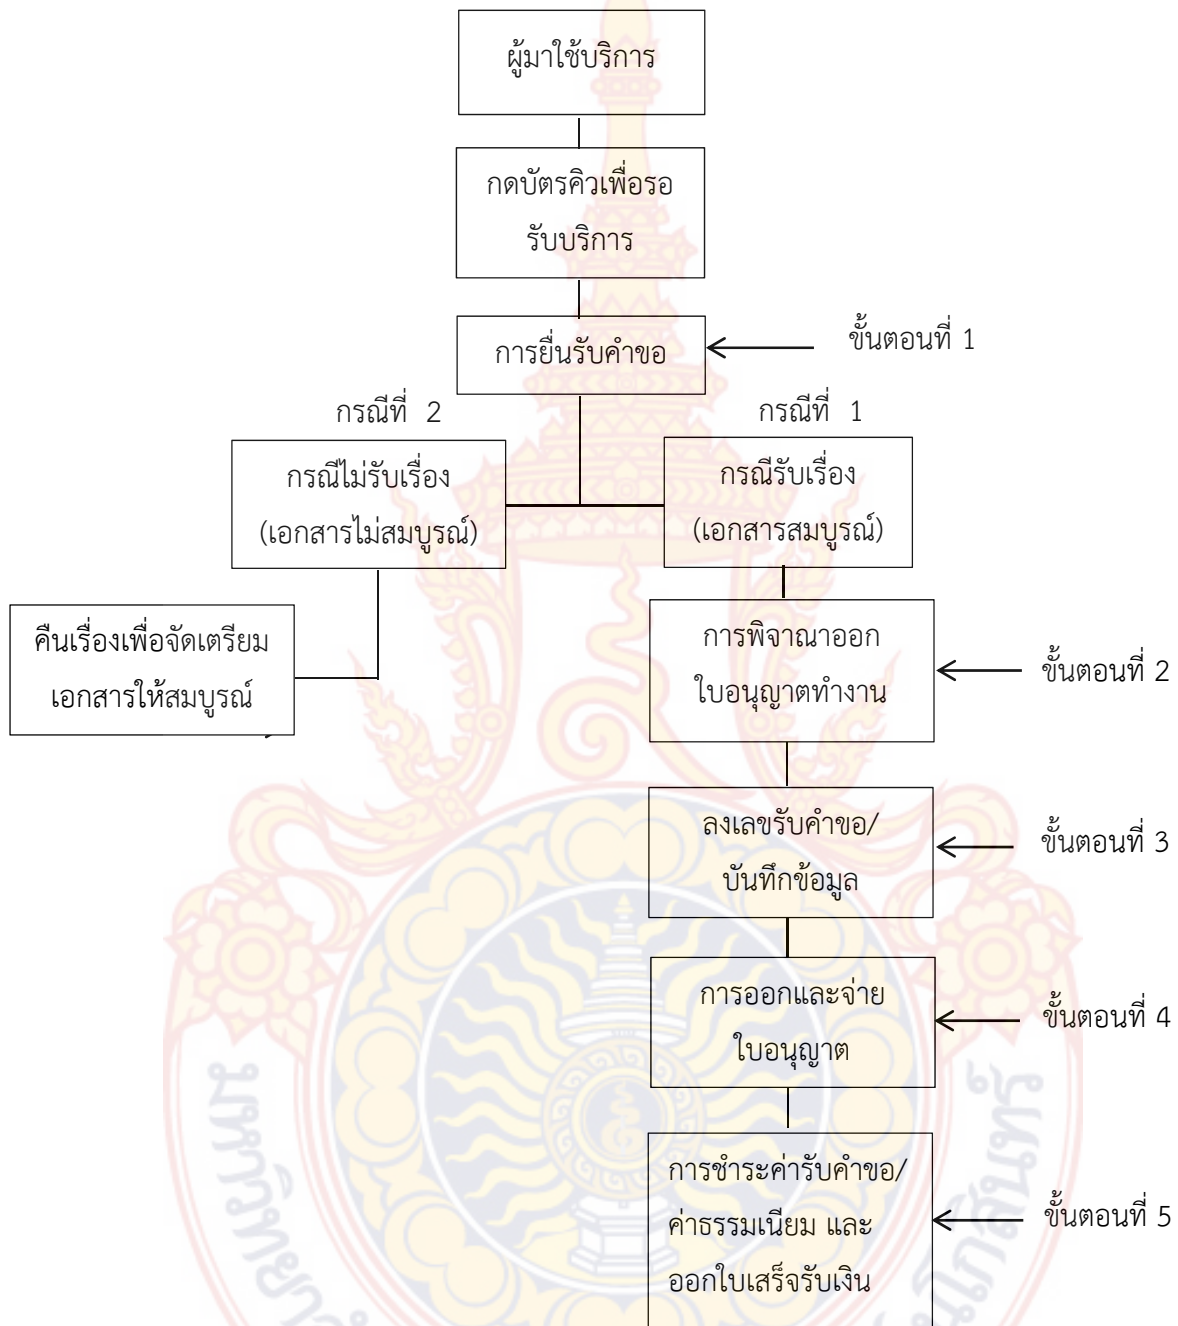 ผู้มาใช้บริการ
กดบัตรคิวเพื่อรอ
รับบริการ
การยื่นรับคำขอ
ขั้นตอนที่ 1
กรณีที่ 2
กรณีที่ 1
กรณีไม่รับเรื่อง
(เอกสารไม่สมบูรณ์)
กรณีรับเรื่อง
(เอกสารสมบูรณ์)
คืนเรื่องเพื่อจัดเตรียม
เอกสารให้สมบูรณ์
การพิจาณาออก
ใบอนุญาตทำงาน
ขั้นตอนที่ 2
ลงเลขรับคำขอ/
บันทึกข้อมูล
ขั้นตอนที่ 3
การออกและจ่าย
ใบอนุญาต
ขั้นตอนที่ 4
การชำระค่ารับคำขอ/
ค่าธรรมเนียม และ
ออกใบเสร็จรับเงิน
ขั้นตอนที่ 5